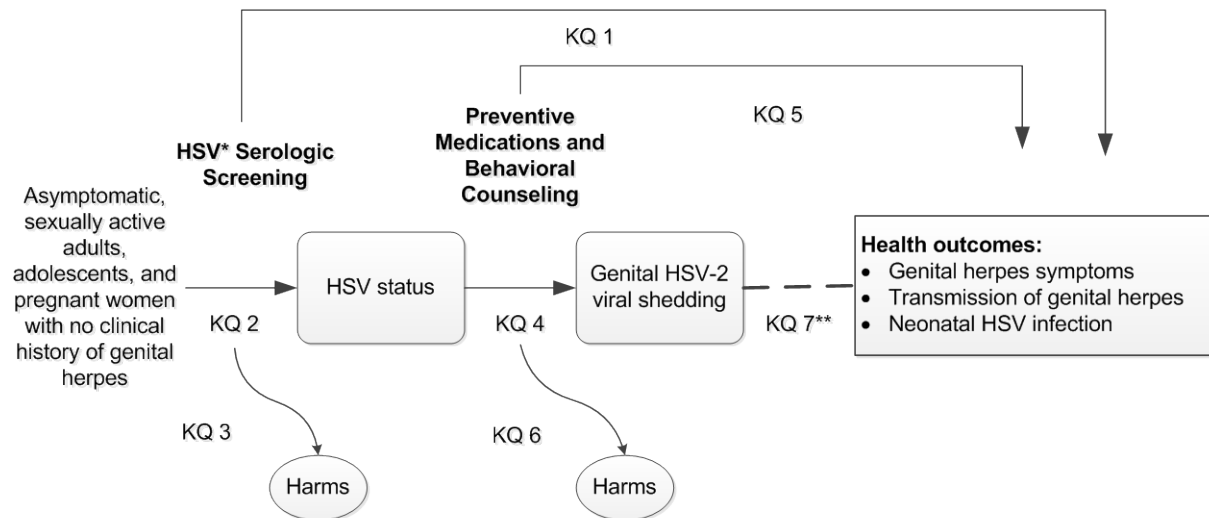 KQ 1
KQ 5
HSV* Serologic
Screening
Preventive
Medications and
Behavioral
Counseling
Asymptomatic,
sexually active
adults,
adolescents, and
pregnant women
with no clinical
history of genital
herpes
KQ 2
HSV status
KQ 4
Genital HSV-2
viral shedding
KQ 7**
Health outcomes:
• Genital herpes symptoms
• Transmission of genital herpes
• Neonatal HSV infection
KQ 3
Harms
KQ 6
Harms